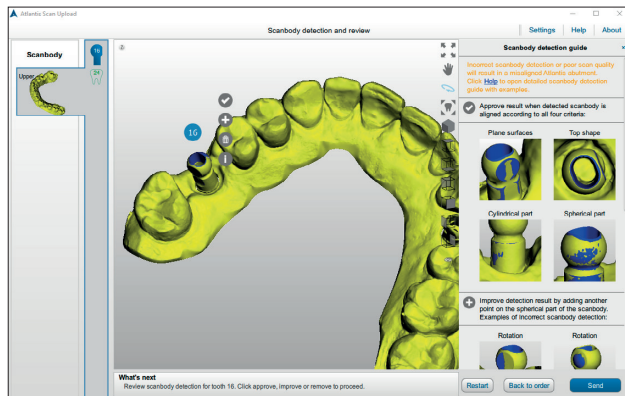 Atlantic Scan Upload
Scanbody detection and review
Settings
Help
About
Scanbody
Upper
16
24
16
Scanbody detection guide
Incorrect scanbody detection or poor scan quality
will result in a misaligned Atlantic abutment.
Click Help to open detailed scanbody detection
guide with examples.
Approve result when detected scanbody is
aligned according to all four criteria:
Plane surfaces
Top shape
Cylindrical part
Spherical part
Improve detection result by adding another
point on the spherical part of the scanbody.
Examples of incorrect scanbody detection:
Rotation
Rotation
What's next
Review scanbody detection for tooth 16. Click approve, improve or remove to proceed.
Restart
Back to order
Send